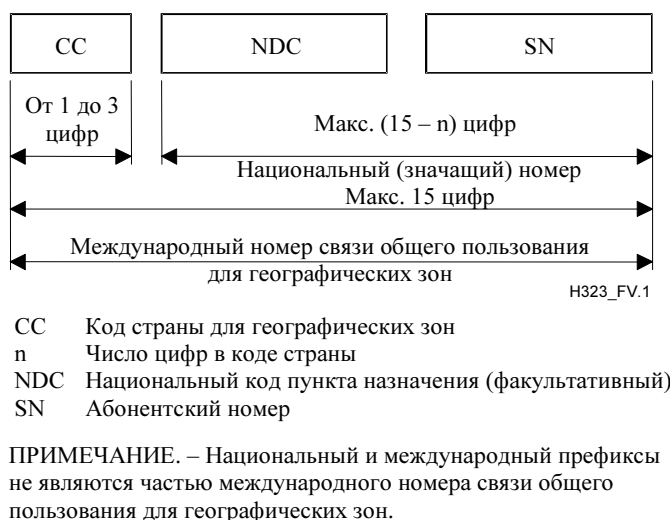 CC NDC SN
От 1 до 3
цифр
Макс. (15 – n) цифр
Национальный (значащий) номер
Макс. 15 цифр
Международный номер связи общего пользования
для географических зон
H323_FV.1
CC Код страны для географических зон
n Число цифр в коде страны
NDC Национальный код пункта назначения (факультативный)
SN Абонентский номер
ПРИМЕЧАНИЕ. – Национальный и международный префиксы
не являются частью международного номера связи общего
пользования для географических зон.